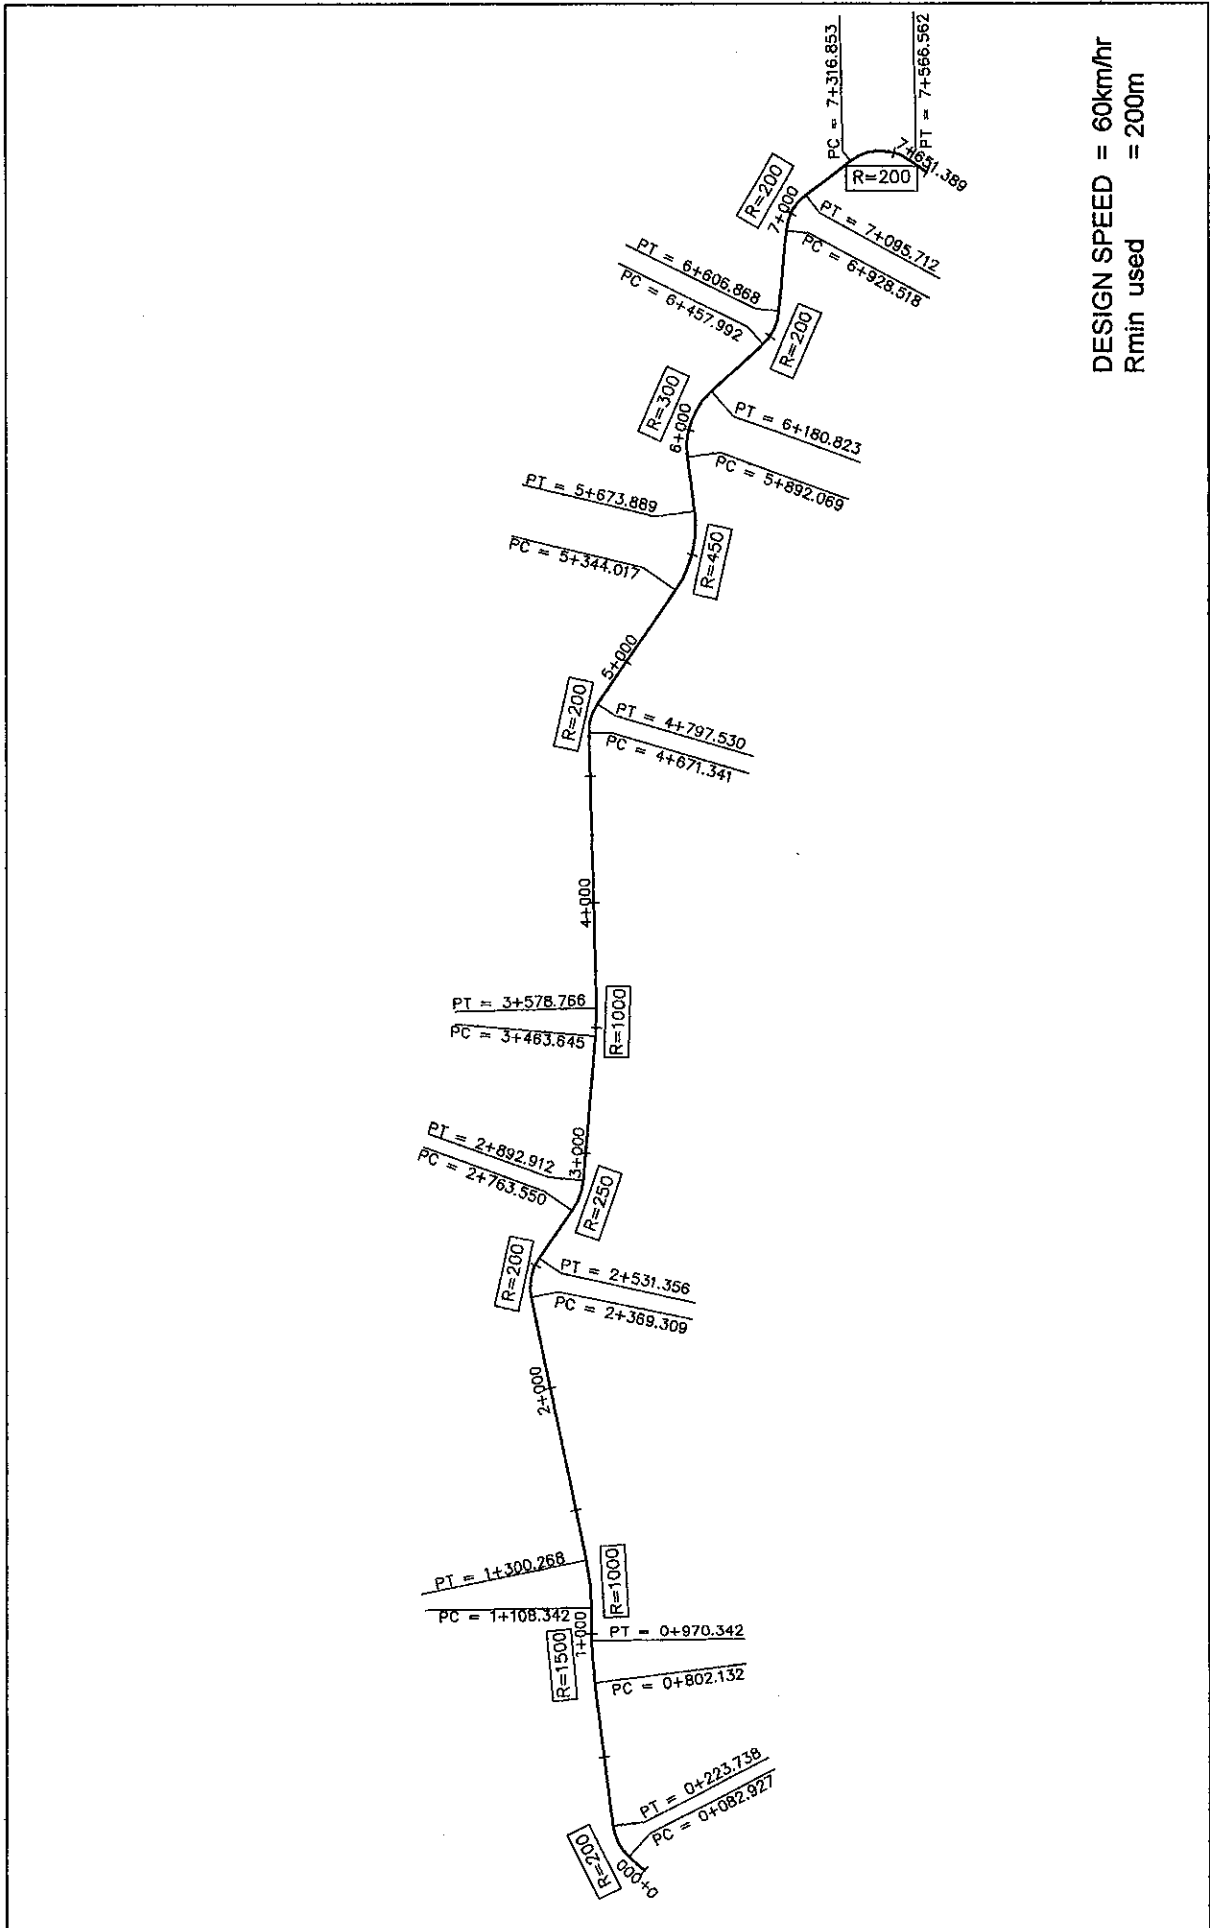 DESIGN SPEED = 60km/hr
Rmin used = 200m
0+000
R=200
PC = 0+082.927
PT = 0+223.738
PC = 0+802.132
R=1500
PT = 0+970.342
1+000
PC = 1+108.342
R=1000
PT = 1+300.268
2+000
PC = 2+369.309
R=200
PT = 2+531.356
PC = 2+763.550
R=250
PT = 2+892.912
3+000
PC = 3+463.645
R=1000
PT = 3+578.766
4+000
PC = 4+671.341
R=200
PT = 4+797.530
5+000
PC = 5+344.017
R=450
PT = 5+673.889
PC = 5+892.069
6+000
R=300
PT = 6+180.823
PC = 6+457.992
R=200
PT = 6+606.868
PC = 6+928.518
7+000
R=200
PT = 7+095.712
PC = 7+316.853
R=200
PT = 7+566.562
7+651.389